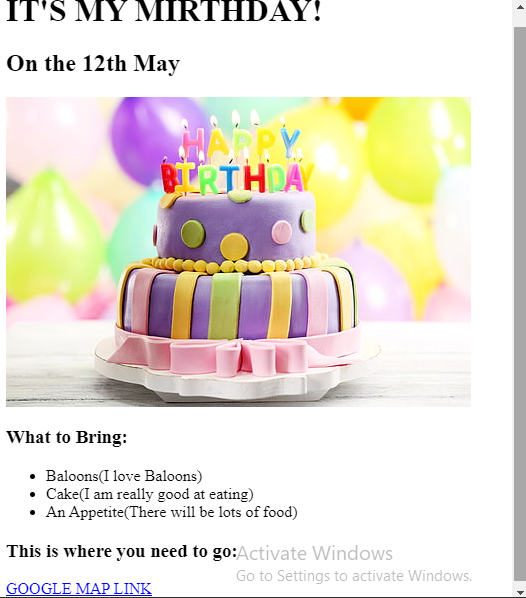 IT'S MY MIRTHDAY!
On the 12th May
HAPPY
BIRTHDAY
What to Bring:
Baloons(I love Baloons)
Cake(I am really good at eating)
An Appetite(There will be lots of food)
This is where you need to go:
Activate Windows
Go to Settings to activate Windows.
GOOGLE MAP LINK